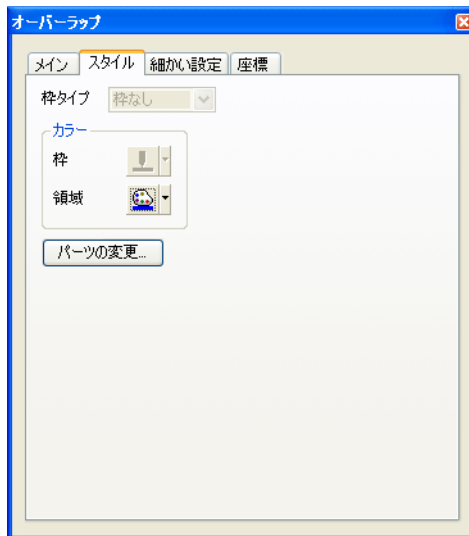 オーバーラップ
メイン スタイル 細かい設定 座標
枠タイプ 枠なし
カラー
枠
領域
パーツの変更...